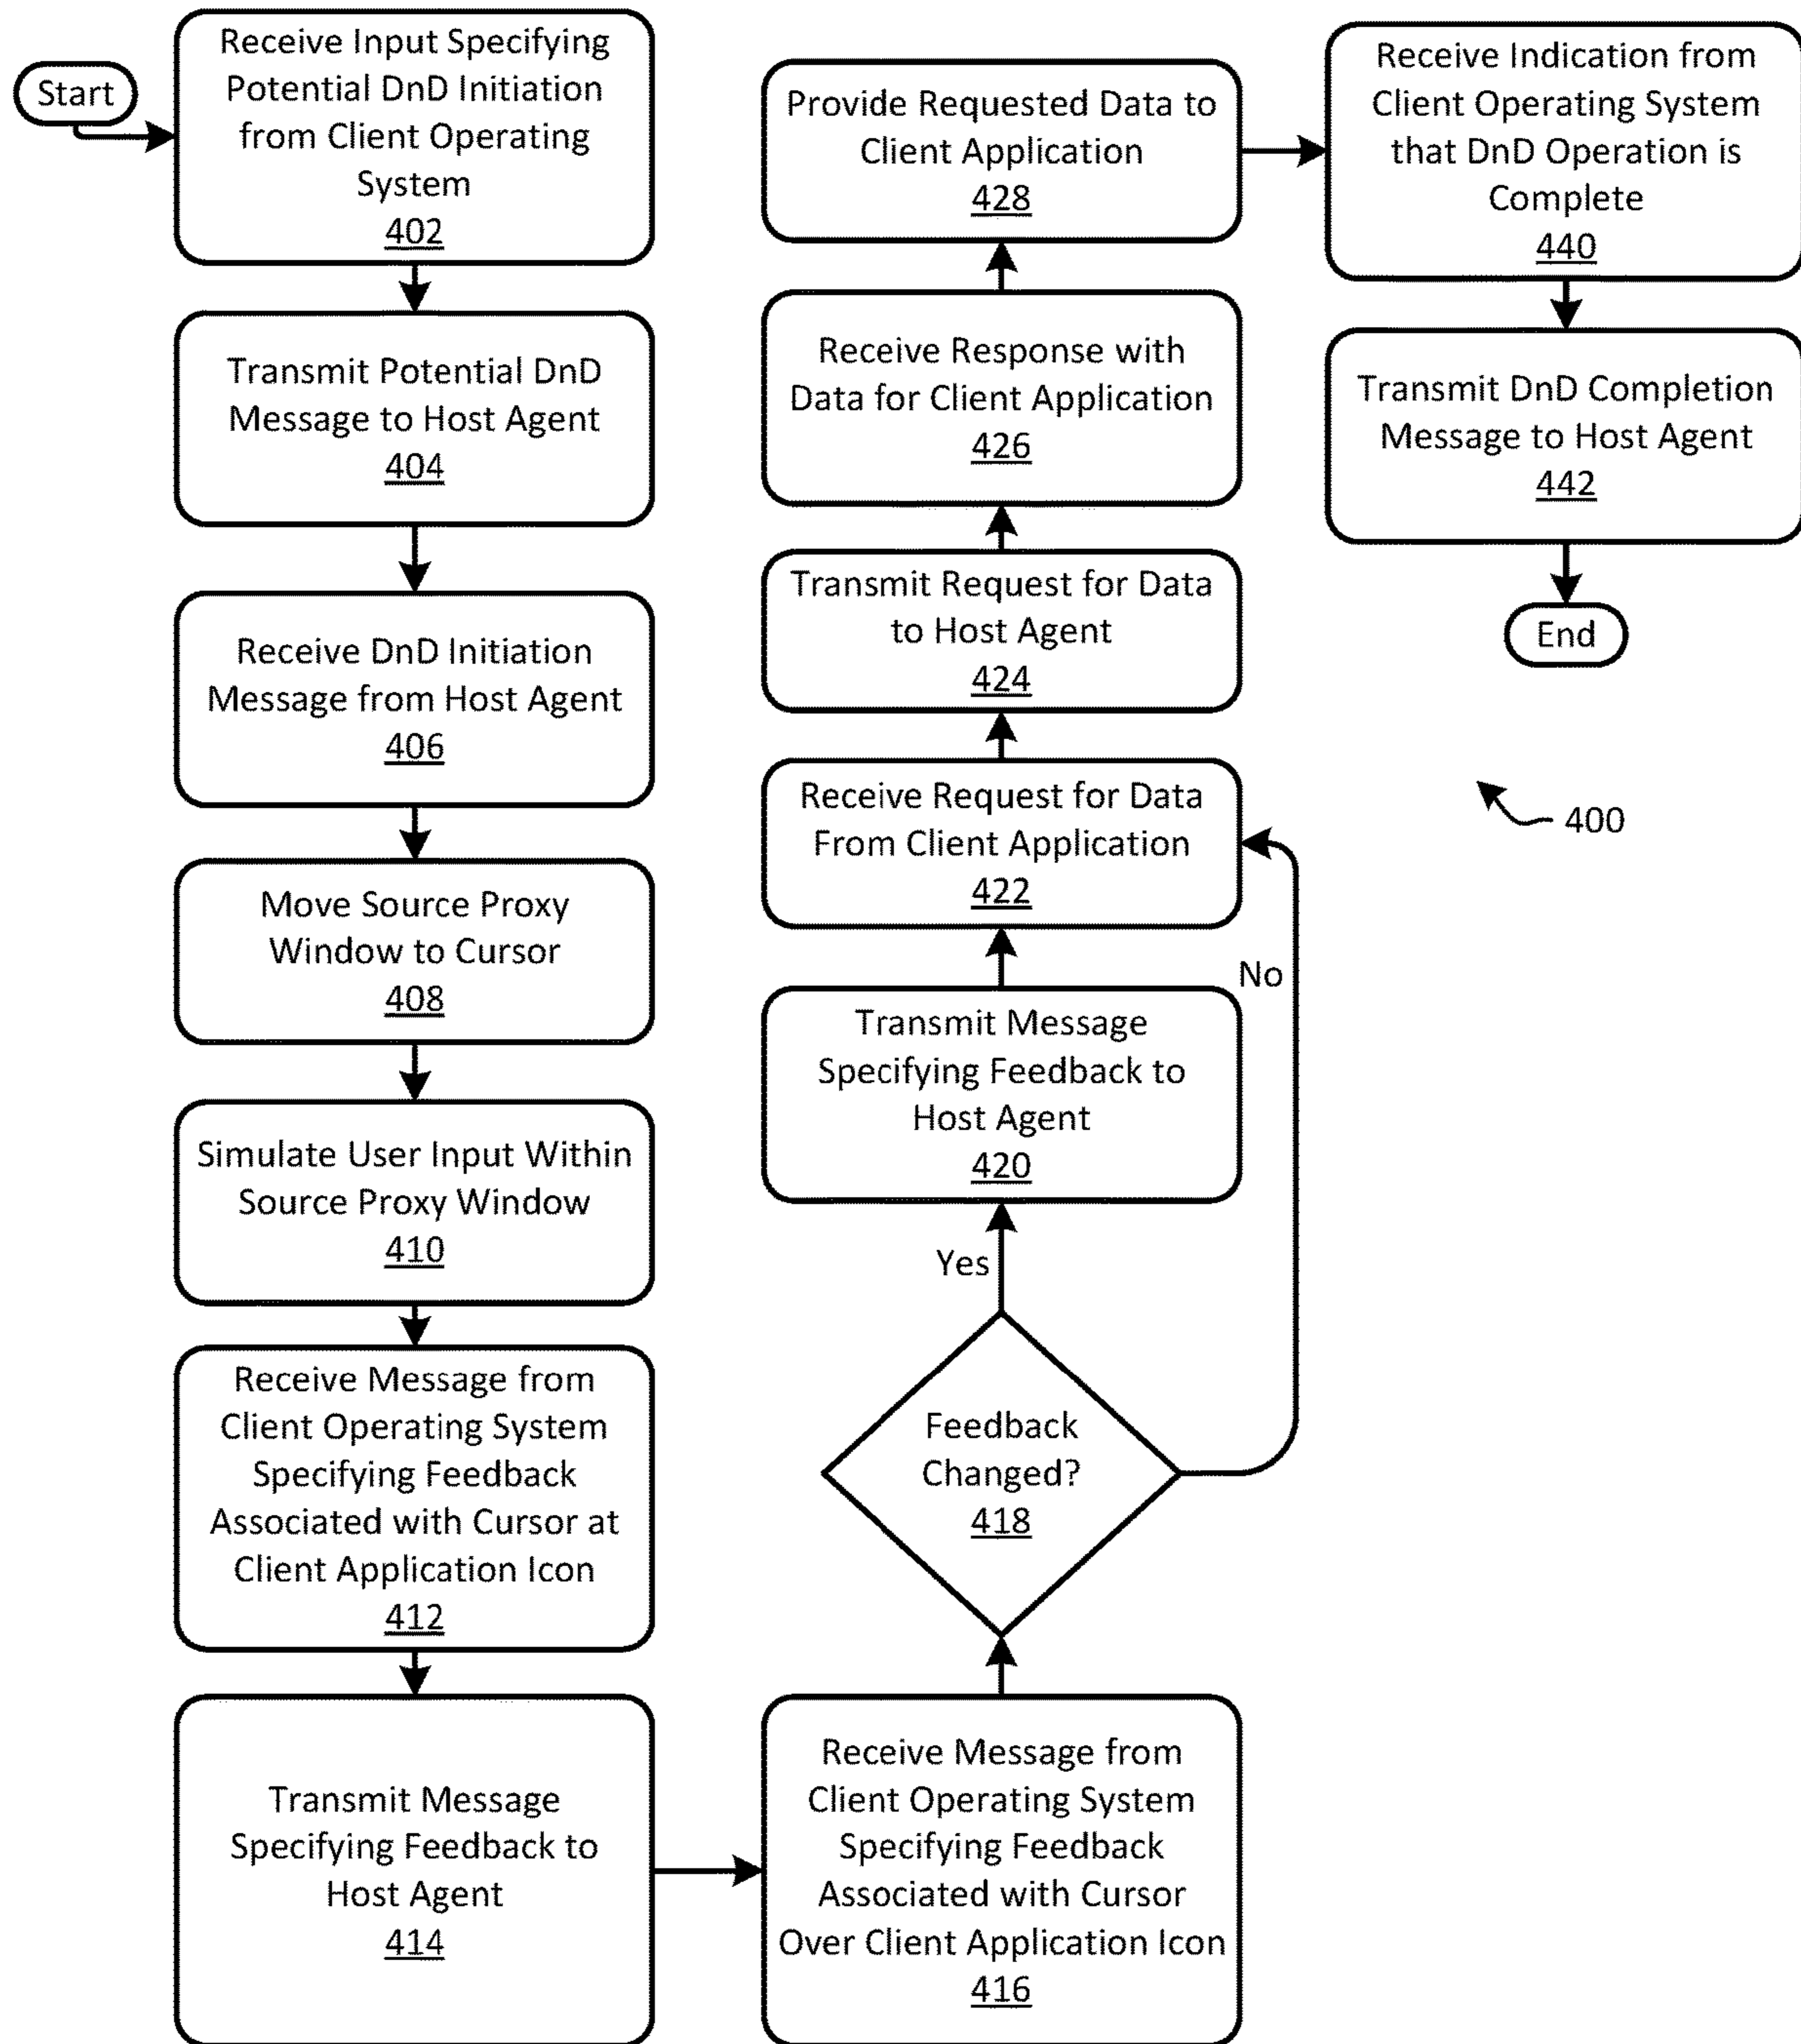 Start
Receive Input Specifying
Potential DnD Initiation
from Client Operating
System
402
Transmit Potential DnD
Message to Host Agent
404
Receive DnD Initiation
Message from Host Agent
406
Move Source Proxy
Window to Cursor
408
Simulate User Input Within
Source Proxy Window
410
Receive Message from
Client Operating System
Specifying Feedback
Associated with Cursor at
Client Application Icon
412
Transmit Message
Specifying Feedback to
Host Agent
414
Receive Message from
Client Operating System
Specifying Feedback
Associated with Cursor
Over Client Application Icon
416
Feedback
Changed?
418
Yes
No
Transmit Message
Specifying Feedback to
Host Agent
420
Receive Request for Data
From Client Application
422
Transmit Request for Data
to Host Agent
424
Receive Response with
Data for Client Application
426
Provide Requested Data to
Client Application
428
Receive Indication from
Client Operating System
that DnD Operation is
Complete
440
Transmit DnD Completion
Message to Host Agent
442
End
400